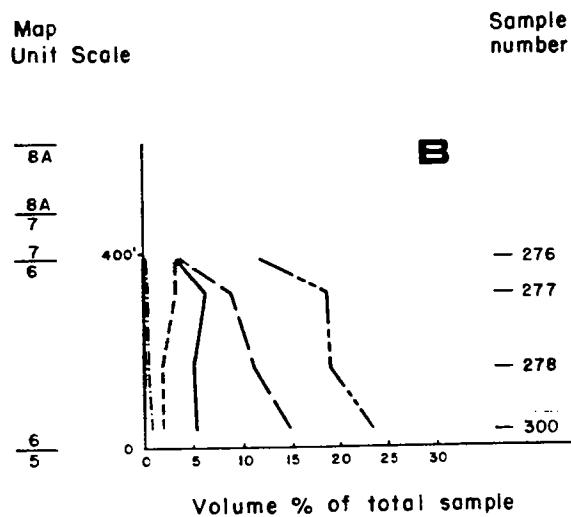 Map
Unit Scale
Sample
number
B
8A
8A
7
7
6
400'
276
277
278
300
6
5
0
0 5 10 15 20 25 30
Volume % of total sample